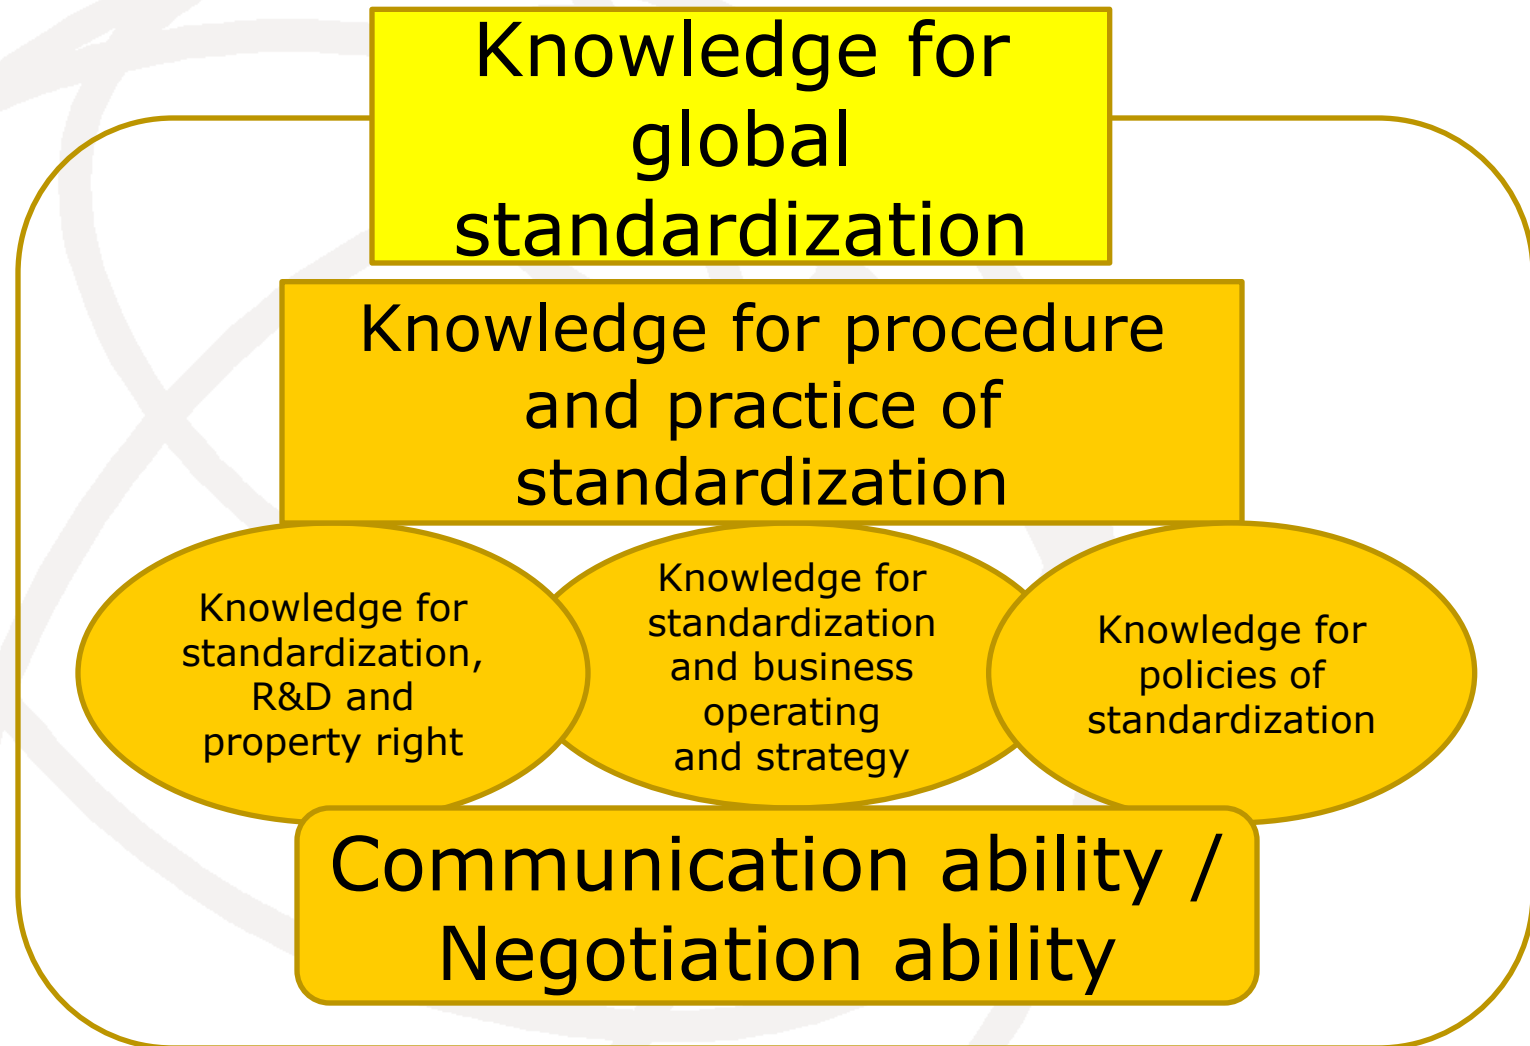 Knowledge for
global
standardization
Knowledge for procedure
and practice of
standardization
Knowledge for
standardization,
R&D and
property right
Knowledge for
standardization
and business
operating
and strategy
Knowledge for
policies of
standardization
Communication ability /
Negotiation ability